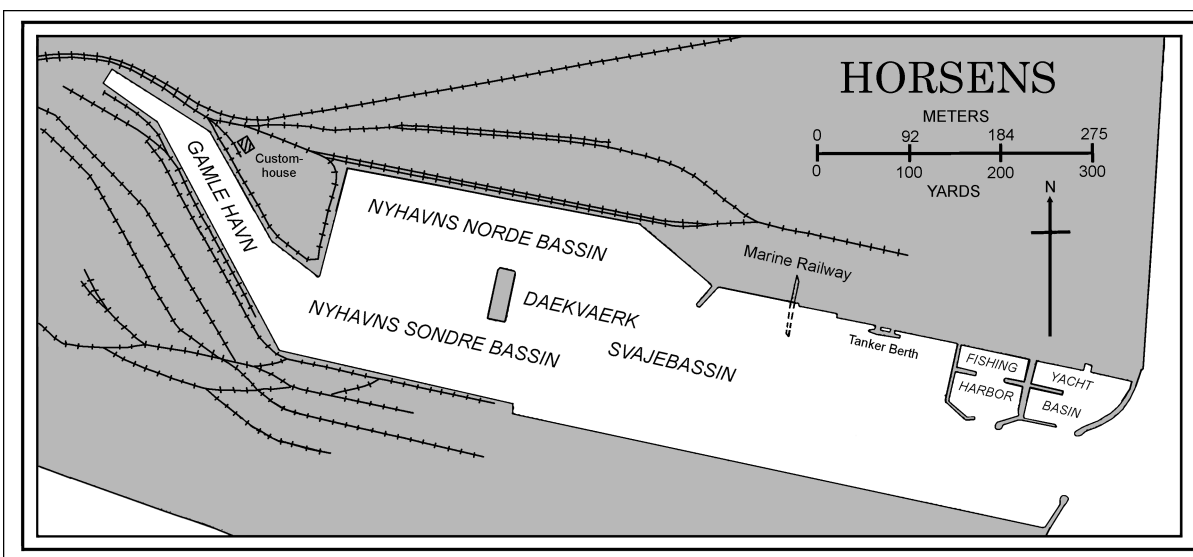 HORSENS
METERS
0 92 184 275
0 100 200 300
YARDS
N
Custom-
house
GAMLE HAVN
NYHAVNS NORDE BASSIN
Marine Railway
DAEKVAERK
NYHAVNS SONDRE BASSIN
SVAJEBASSIN
Tanker Berth
FISHING
HARBOR
YACHT
BASIN